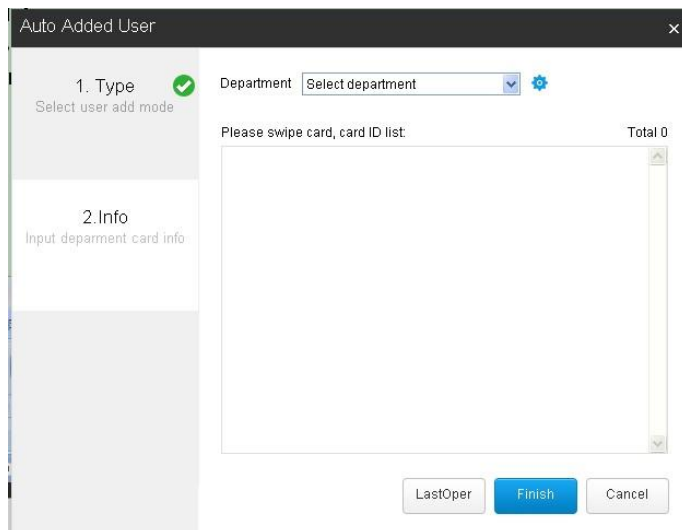 Auto Added User
1. Type
Select user add mode
2.Info
Input deparment card info
Department Select department
Please swipe card, card ID list: Total 0
LastOper Finish Cancel